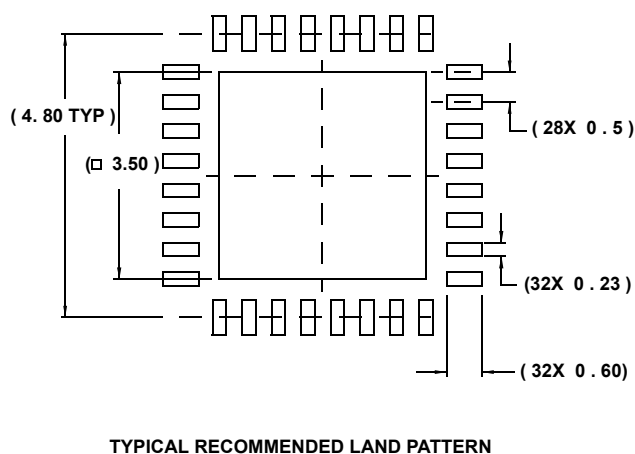 ( 4. 80 TYP )
( 28X 0 . 5 )
(□ 3.50 )
(32X 0 . 23 )
( 32X 0 . 60)
TYPICAL RECOMMENDED LAND PATTERN